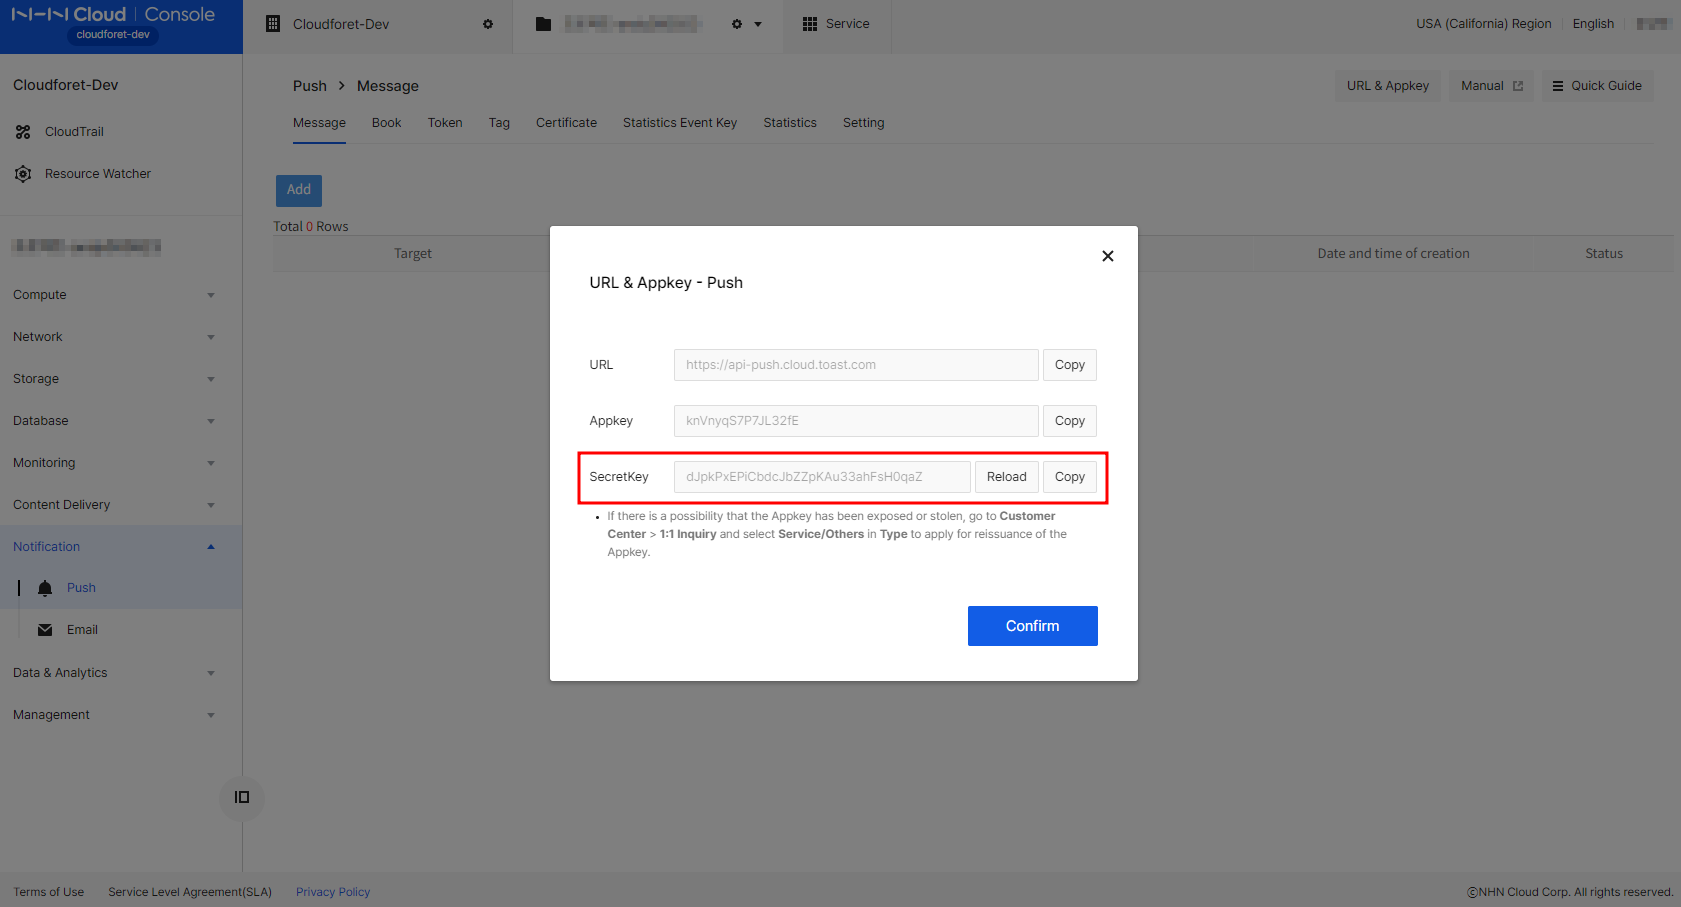 NHN Cloud | Console
cloudforet-dev
Cloudforet-Dev
Service
USA (California) Region
English
Cloudforet-Dev
CloudTrail
Resource Watcher
Compute
Network
Storage
Database
Monitoring
Content Delivery
Notification
Push
Email
Data & Analytics
Management
Push > Message
URL & Appkey
Manual
Quick Guide
Message
Book
Token
Tag
Certificate
Statistics Event Key
Statistics
Setting
Add
Total 0 Rows
Target
Date and time of creation
Status
URL & Appkey - Push
URL
https://api-push.cloud.toast.com
Copy
Appkey
knVnyqS7P7JL32fE
Copy
SecretKey
dJpkPxEPiCbdcJbZZpKAu33ahFsH0qaZ
Reload
Copy
If there is a possibility that the Appkey has been exposed or stolen, go to Customer
Center > 1:1 Inquiry and select Service/Others in Type to apply for reissuance of the
Appkey.
Confirm
Terms of Use
Service Level Agreement(SLA)
Privacy Policy
ⓒNHN Cloud Corp. All rights reserved.